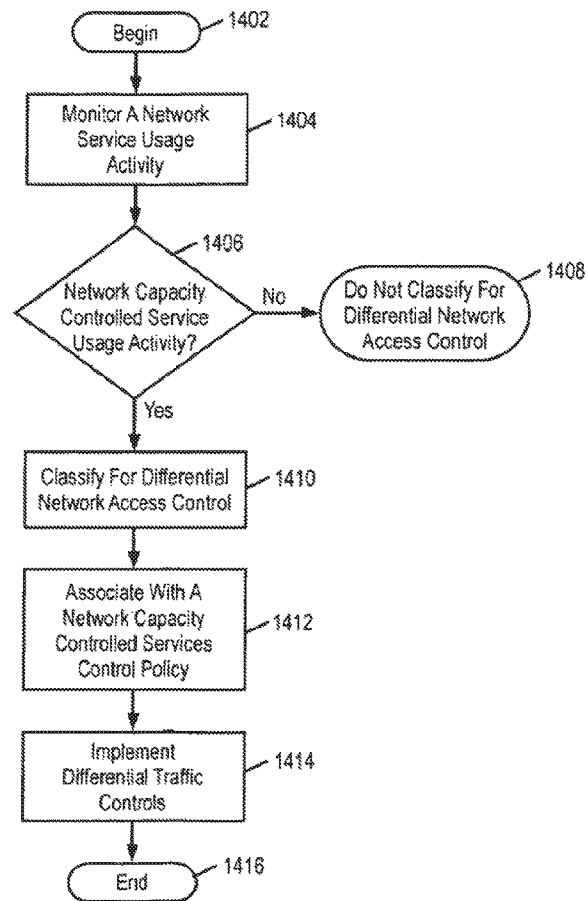 Begin
1402
Monitor A Network
Service Usage
Activity
1404
1406
Network Capacity
Controlled Service
Usage Activity?
No
1408
Do Not Classify For
Differential Network
Access Control
Yes
Classify For Differential
Network Access Control
1410
Associate With A
Network Capacity
Controlled Services
Control Policy
1412
Implement
Differential Traffic
Controls
1414
End
1416